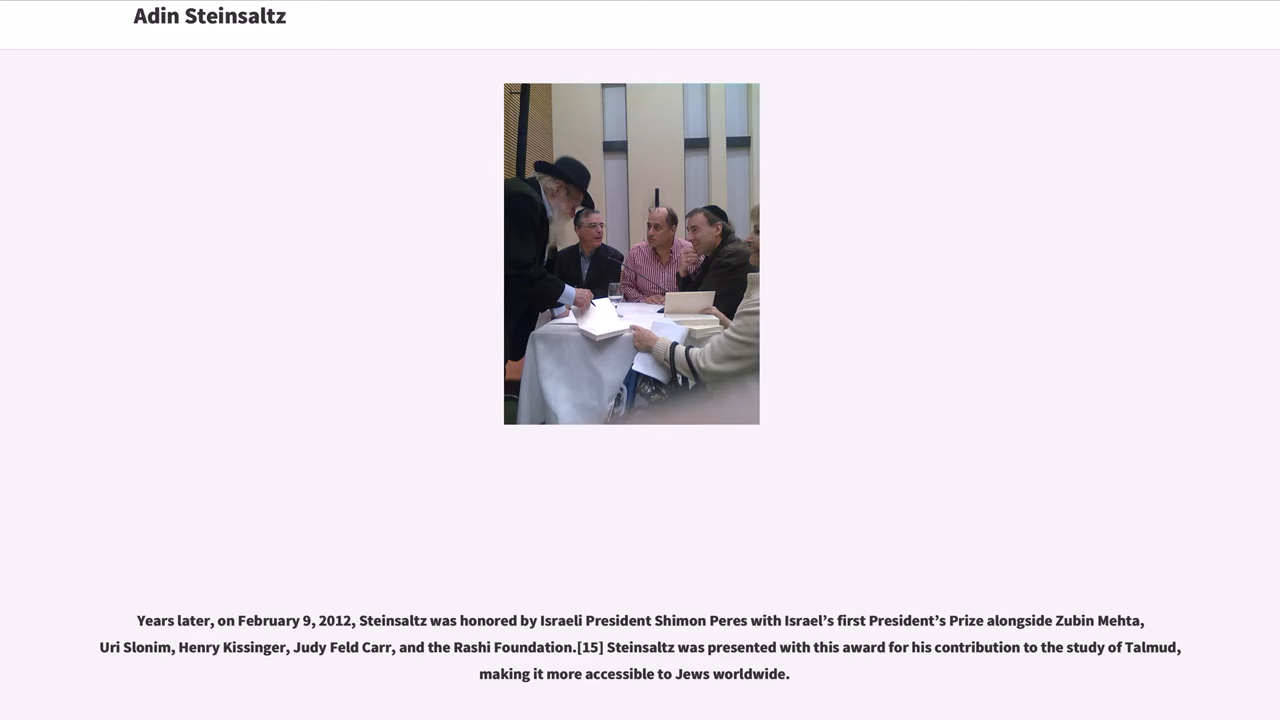 Adin Steinsaltz
Years later, on February 9, 2012, Steinsaltz was honored by Israeli President Shimon Peres with Israel’s first President’s Prize alongside Zubin Mehta,
Uri Slonim, Henry Kissinger, Judy Feld Carr, and the Rashi Foundation.[15] Steinsaltz was presented with this award for his contribution to the study of Talmud,
making it more accessible to Jews worldwide.